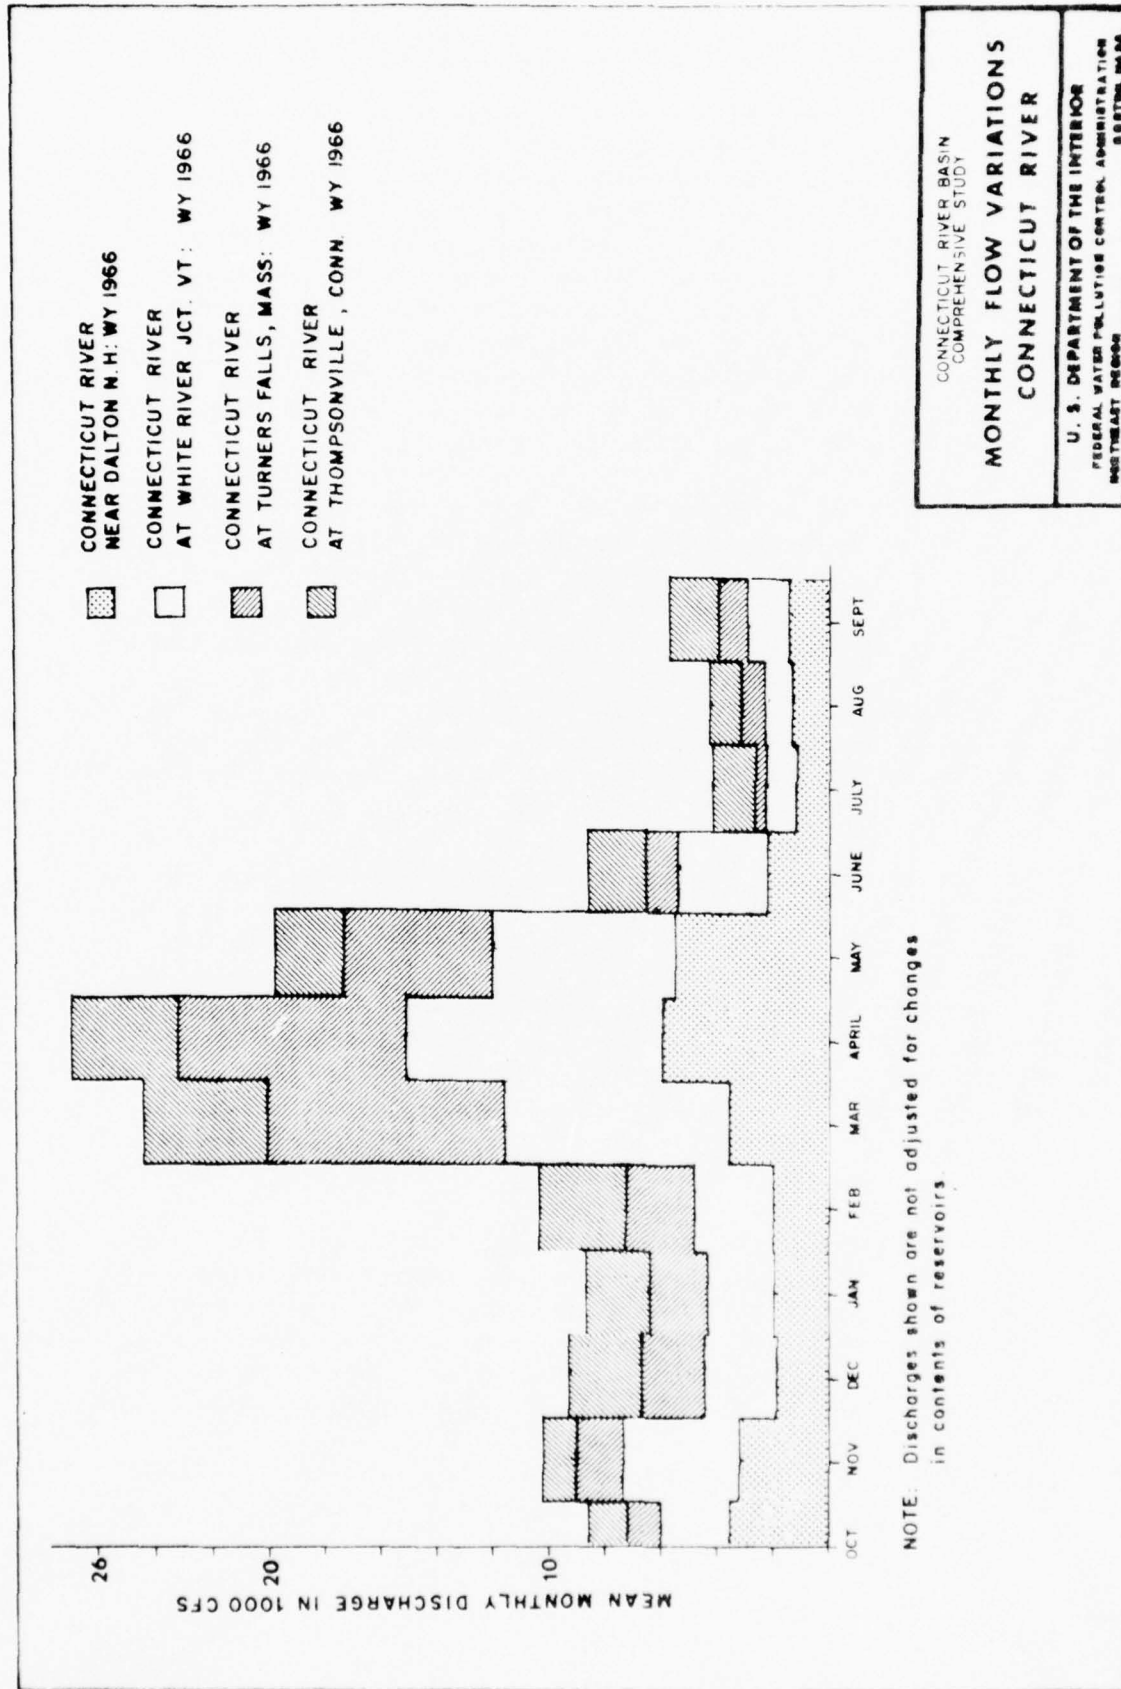 CONNECTICUT RIVER
NEAR DALTON N.H: WY 1966
CONNECTICUT RIVER
AT WHITE RIVER JCT. VT: WY 1966
CONNECTICUT RIVER
AT TURNERS FALLS, MASS: WY 1966
CONNECTICUT RIVER
AT THOMPSONVILLE, CONN. WY 1966
MEAN MONTHLY DISCHARGE IN 1000 CFS
26
20
10
OCT NOV DEC JAN FEB MAR APRIL MAY JUNE JULY AUG SEPT
NOTE: Discharges shown are not adjusted for changes
in contents of reservoirs.
CONNECTICUT RIVER BASIN
COMPREHENSIVE STUDY
MONTHLY FLOW VARIATIONS
CONNECTICUT RIVER
U. S. DEPARTMENT OF THE INTERIOR
FEDERAL WATER POLLUTION CONTROL ADMINISTRATION
NORTHEAST REGION BOSTON, MASS